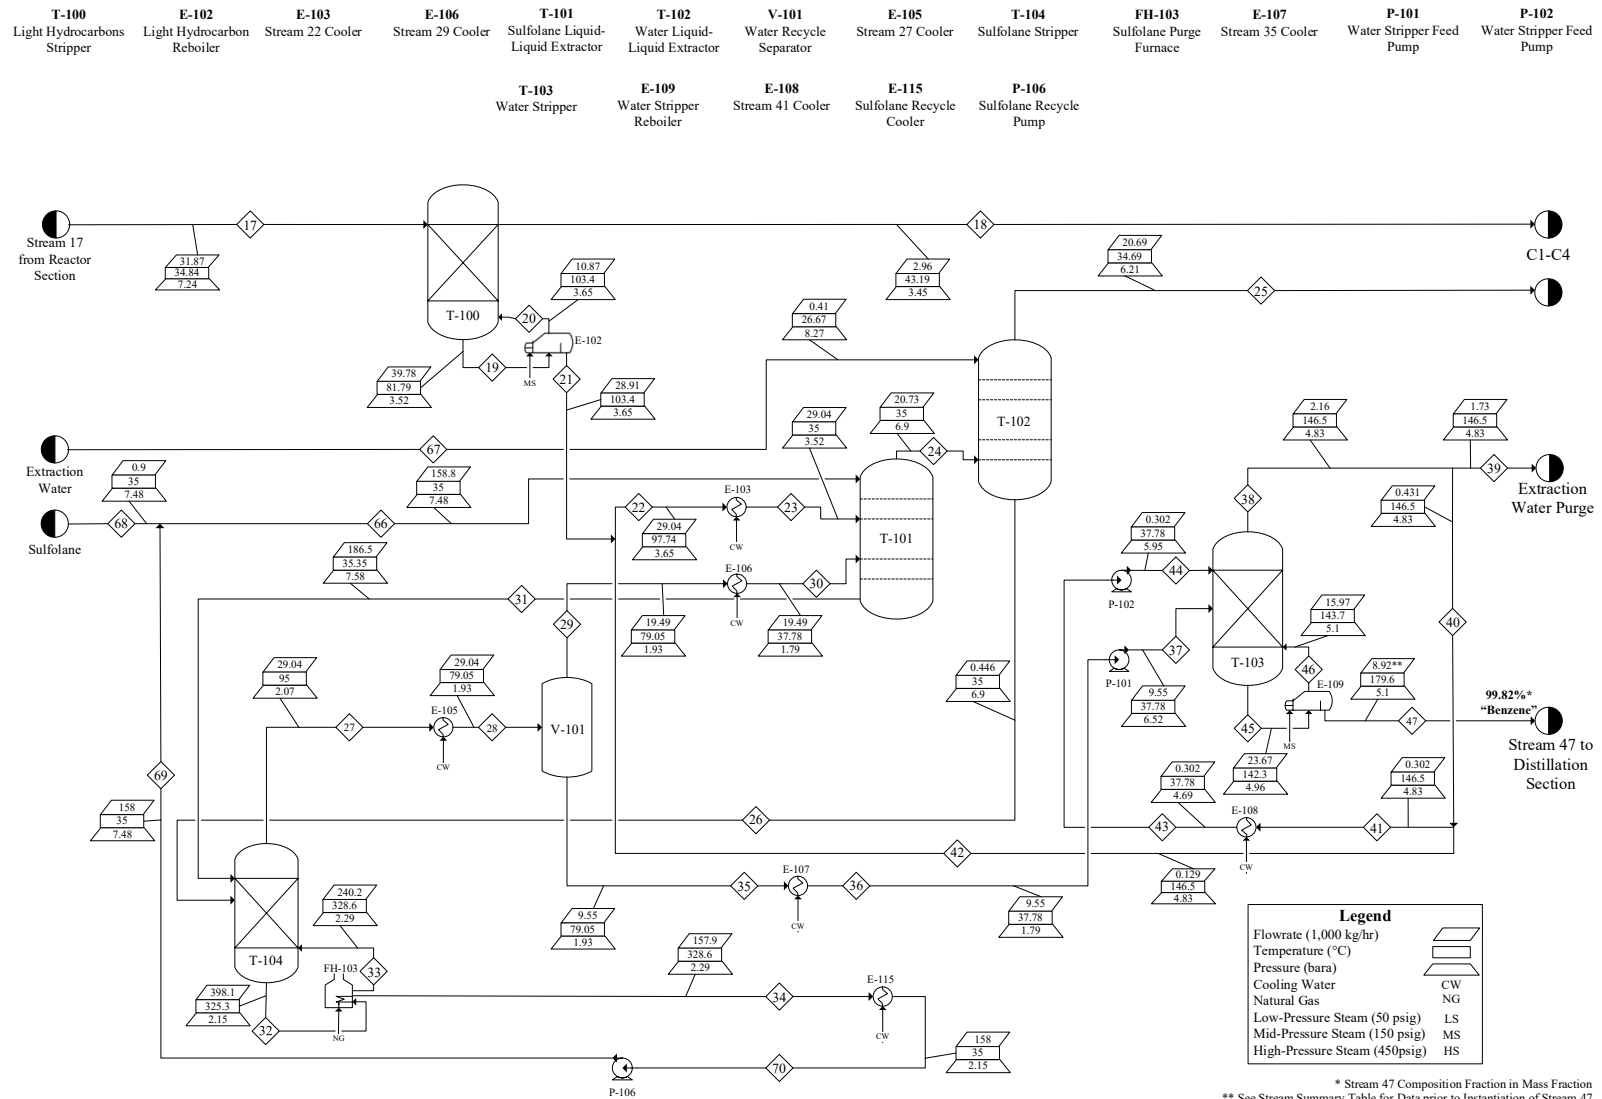 T-100
Light Hydrocarbons
Stripper
E-102
Light Hydrocarbon
Reboiler
E-103
Stream 22 Cooler
E-106
Stream 29 Cooler
T-101
Sulfolane Liquid-
Liquid Extractor
T-102
Water Liquid-
Liquid Extractor
V-101
Water Recycle
Separator
E-105
Stream 27 Cooler
T-104
Sulfolane Stripper
FH-103
Sulfolane Purge
Furnace
E-107
Stream 35 Cooler
P-101
Water Stripper Feed
Pump
P-102
Water Stripper Feed
Pump
T-103
Water Stripper
E-109
Water Stripper
Reboiler
E-108
Stream 41 Cooler
E-115
Sulfolane Recycle
Cooler
P-106
Sulfolane Recycle
Pump
Stream 17
from Reactor
Section
31.87
34.84
7.24
17
T-100
20
10.87
103.4
3.65
E-102
MS
19
39.78
81.79
3.52
21
28.91
103.4
3.65
18
2.96
43.19
3.45
C1-C4
20.69
34.69
6.21
25
0.41
26.67
8.27
T-102
Extraction
Water
67
0.9
35
7.48
158.8
35
7.48
Sulfolane
68
66
29.04
35
3.52
20.73
35
6.9
24
T-101
22
E-103
CW
23
29.04
97.74
3.65
E-106
CW
30
186.5
35.35
7.58
31
29
19.49
79.05
1.93
19.49
37.78
1.79
29.04
95
2.07
27
E-105
CW
29.04
79.05
1.93
28
V-101
0.446
35
6.9
2.16
146.5
4.83
1.73
146.5
4.83
39
Extraction
Water Purge
38
0.431
146.5
4.83
0.302
37.78
5.95
44
P-102
T-103
37
P-101
9.55
37.78
6.52
15.97
143.7
5.1
40
46
E-109
8.92**
179.6
5.1
47
99.82%*
“Benzene”
Stream 47 to
Distillation
Section
45
MS
23.67
142.3
4.96
0.302
37.78
4.69
43
E-108
CW
41
0.302
146.5
4.83
69
158
35
7.48
26
42
0.129
146.5
4.83
35
E-107
CW
36
9.55
79.05
1.93
9.55
37.78
1.79
T-104
240.2
328.6
2.29
33
FH-103
NG
398.1
325.3
2.15
32
157.9
328.6
2.29
34
E-115
CW
158
35
2.15
70
P-106
Legend
Flowrate (1,000 kg/hr)
Temperature (°C)
Pressure (bara)
Cooling Water CW
Natural Gas NG
Low-Pressure Steam (50 psig) LS
Mid-Pressure Steam (150 psig) MS
High-Pressure Steam (450psig) HS
* Stream 47 Composition Fraction in Mass Fraction
** See Stream Summary Table for Data prior to Instantiation of Stream 47